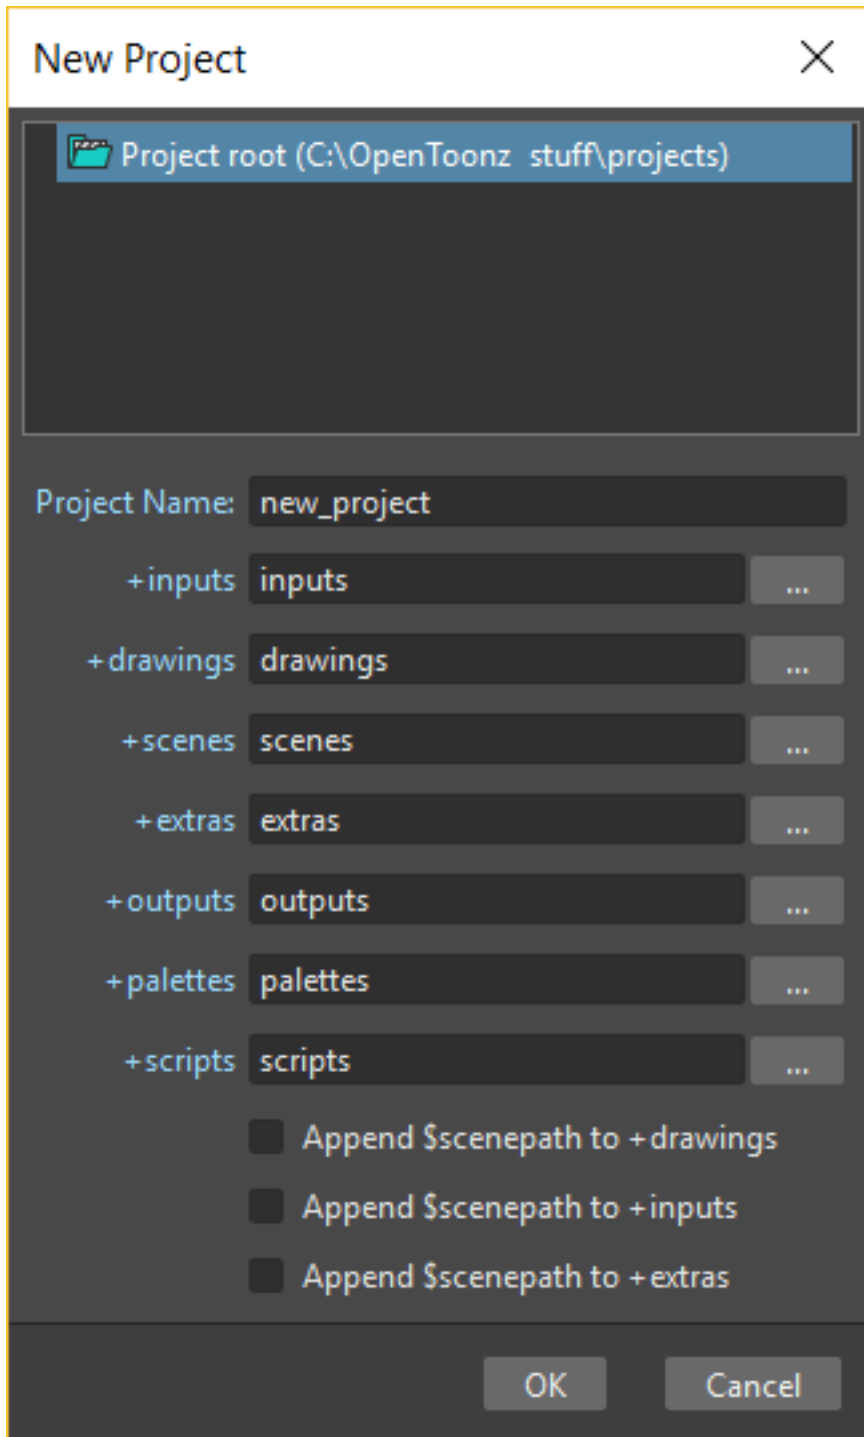 New Project
Project root (C:\OpenToonz  stuff\projects)
Project Name: new_project
+inputs inputs ...
+drawings drawings ...
+scenes scenes ...
+extras extras ...
+outputs outputs ...
+palettes palettes ...
+scripts scripts ...
Append $scenepath to +drawings
Append $scenepath to +inputs
Append $scenepath to +extras
OK Cancel